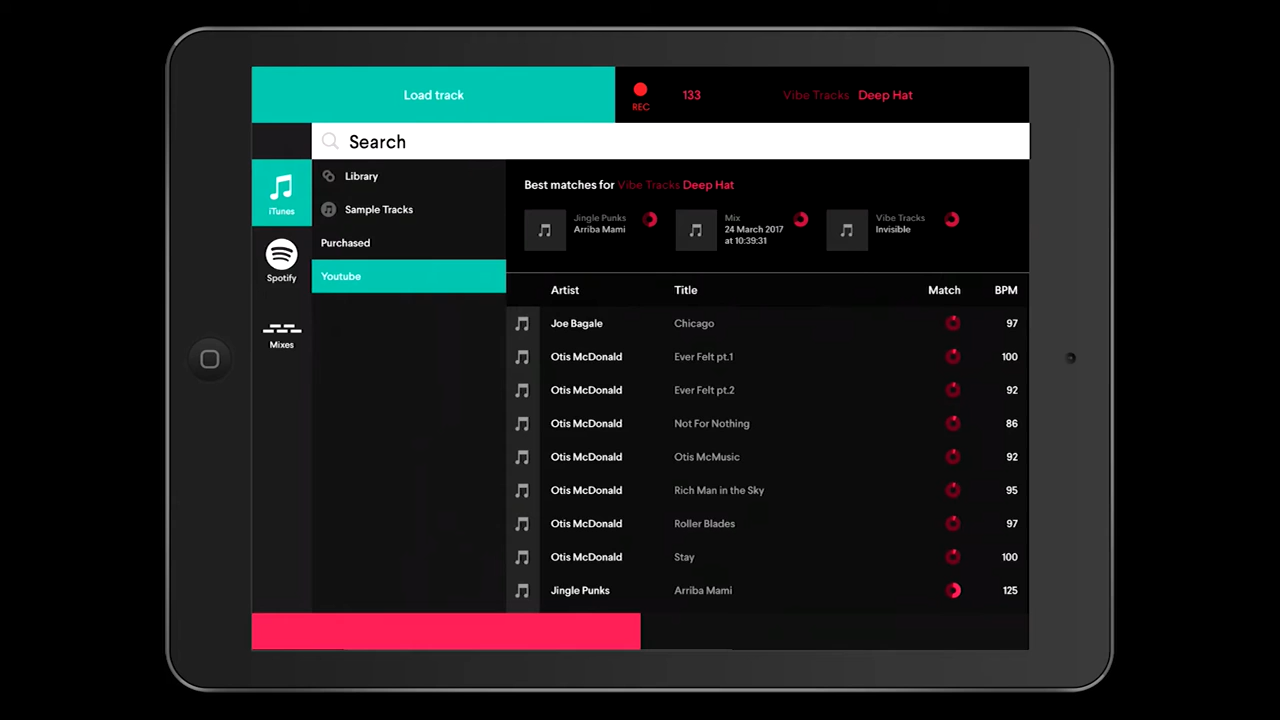 Load track
REC
133
Vibe Tracks Deep Hat
Search
iTunes
Spotify
Mixes
Library
Sample Tracks
Purchased
Youtube
Best matches for Vibe Tracks Deep Hat
Jingle Punks
Arriba Mami
Mix
24 March 2017
at 10:39:31
Vibe Tracks
Invisible
Artist Title Match BPM
Joe Bagale Chicago 97
Otis McDonald Ever Felt pt.1 100
Otis McDonald Ever Felt pt.2 92
Otis McDonald Not For Nothing 86
Otis McDonald Otis McMusic 92
Otis McDonald Rich Man in the Sky 95
Otis McDonald Roller Blades 97
Otis McDonald Stay 100
Jingle Punks Arriba Mami 125